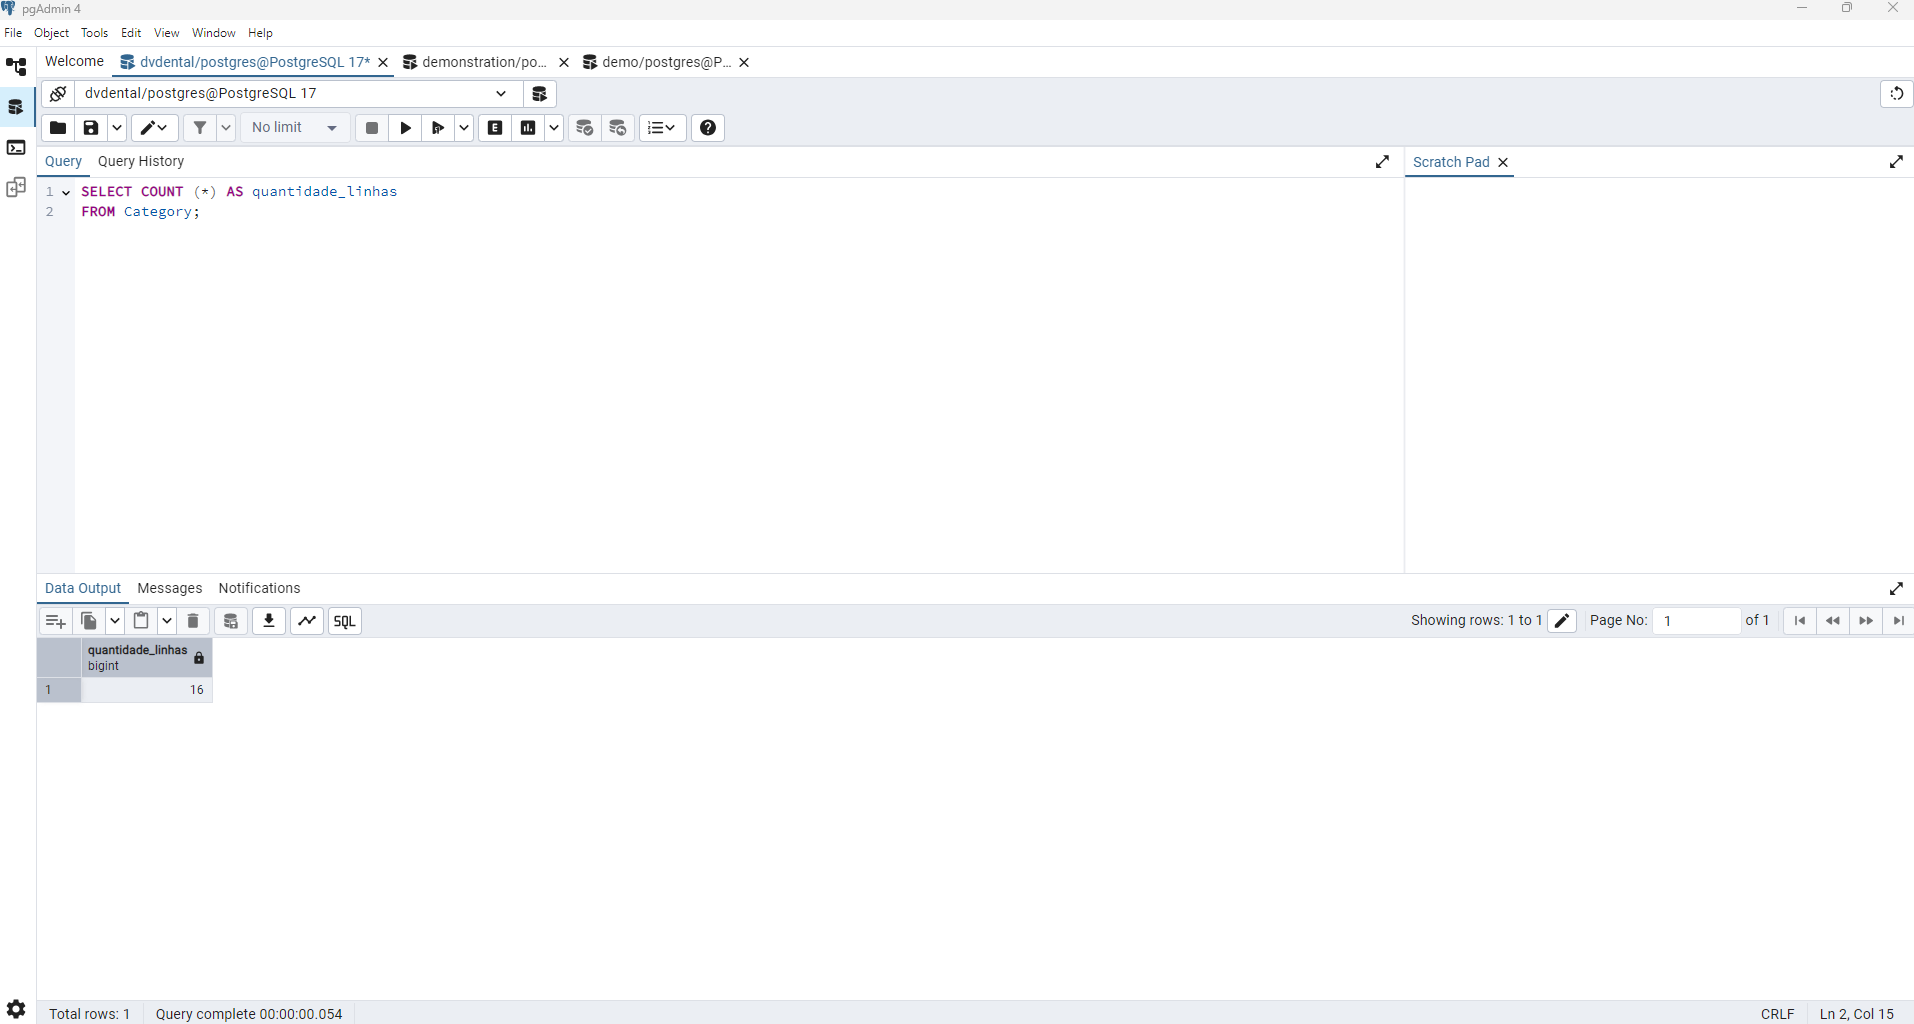 pgAdmin 4
File Object Tools Edit View Window Help
Welcome dvdental/postgres@PostgreSQL 17* demonstration/po... demo/postgres@P...
dvdental/postgres@PostgreSQL 17
No limit E
Query Query History Scratch Pad
1 SELECT COUNT (*) AS quantidade_linhas
2 FROM Category;
Data Output Messages Notifications
SQL Showing rows: 1 to 1 Page No: 1 of 1
quantidade_linhas
bigint
1 16
Total rows: 1 Query complete 00:00:00.054 CRLF Ln 2, Col 15